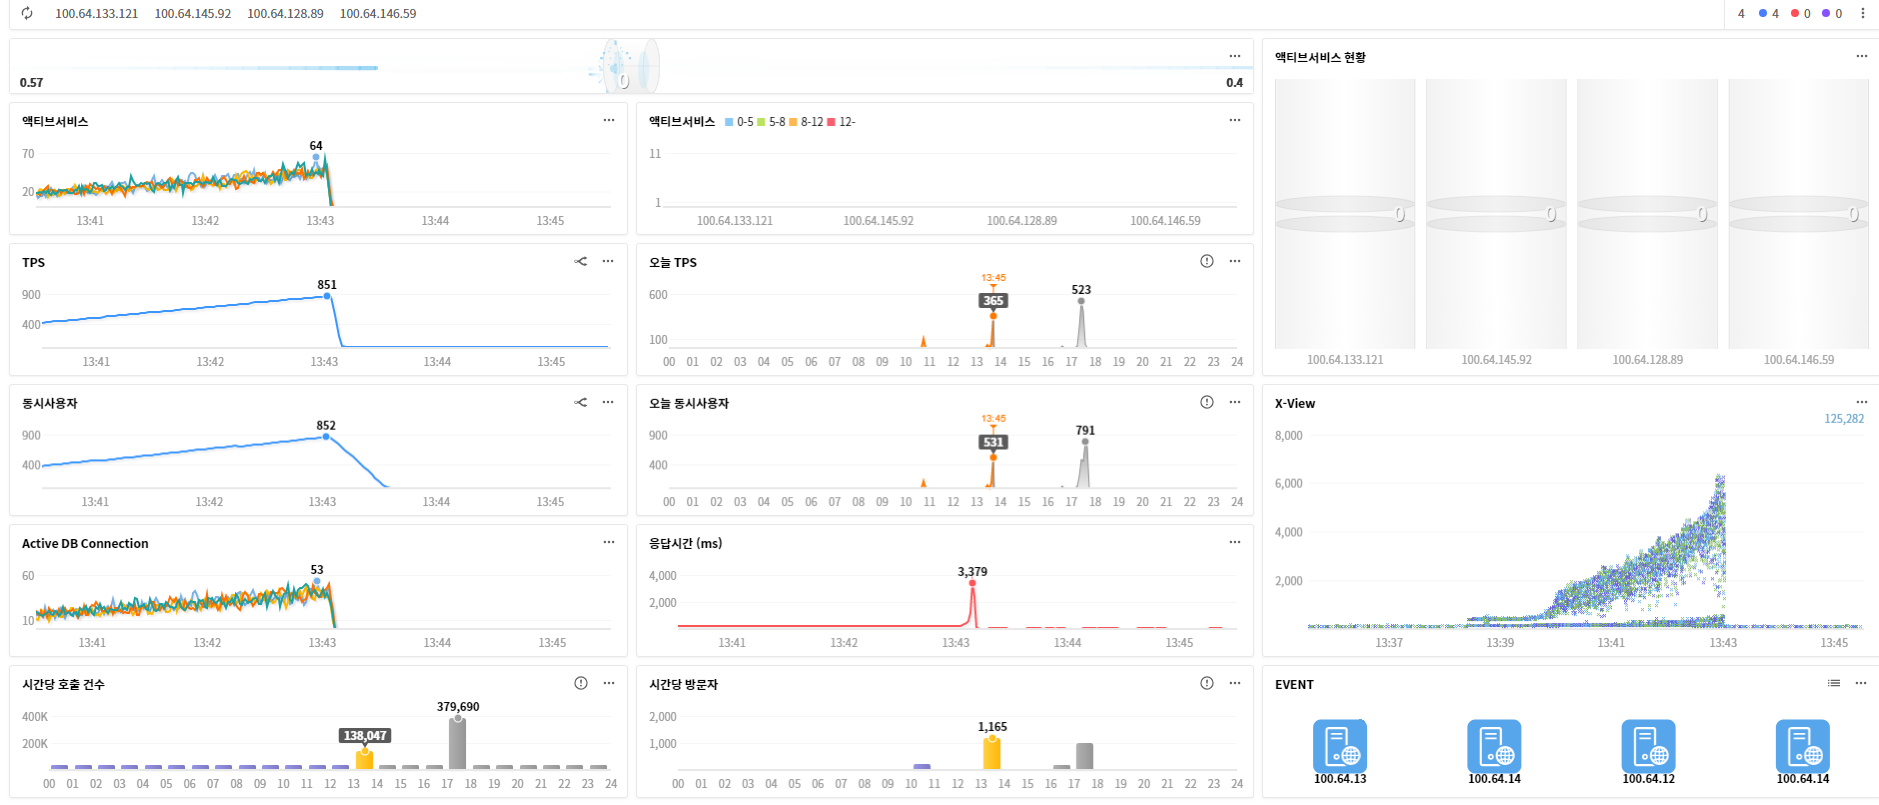 100.64.133.121 100.64.145.92 100.64.128.89 100.64.146.59 4 4 0 0
0.57 0 0.4
액티브서비스
64
70
20
13:41 13:42 13:43 13:44 13:45
액티브서비스 0-5 5-8 8-12 12-
11
1
100.64.133.121 100.64.145.92 100.64.128.89 100.64.146.59
액티브서비스 현황
0 0 0 0
100.64.133.121 100.64.145.92 100.64.128.89 100.64.146.59
TPS
851
900
400
13:41 13:42 13:43 13:44 13:45
오늘 TPS
13:45
365
523
600
100
00 01 02 03 04 05 06 07 08 09 10 11 12 13 14 15 16 17 18 19 20 21 22 23 24
동시사용자
852
900
400
13:41 13:42 13:43 13:44 13:45
오늘 동시사용자
13:45
531
791
900
400
00 01 02 03 04 05 06 07 08 09 10 11 12 13 14 15 16 17 18 19 20 21 22 23 24
X-View
125,282
8,000
6,000
4,000
2,000
13:37 13:39 13:41 13:43 13:45
Active DB Connection
53
60
10
13:41 13:42 13:43 13:44 13:45
응답시간 (ms)
3,379
4,000
2,000
13:41 13:42 13:43 13:44 13:45
시간당 호출 건수
379,690
138,047
400K
200K
00 01 02 03 04 05 06 07 08 09 10 11 12 13 14 15 16 17 18 19 20 21 22 23 24
시간당 방문자
1,165
2,000
1,000
00 01 02 03 04 05 06 07 08 09 10 11 12 13 14 15 16 17 18 19 20 21 22 23 24
EVENT
100.64.13 100.64.14 100.64.12 100.64.14